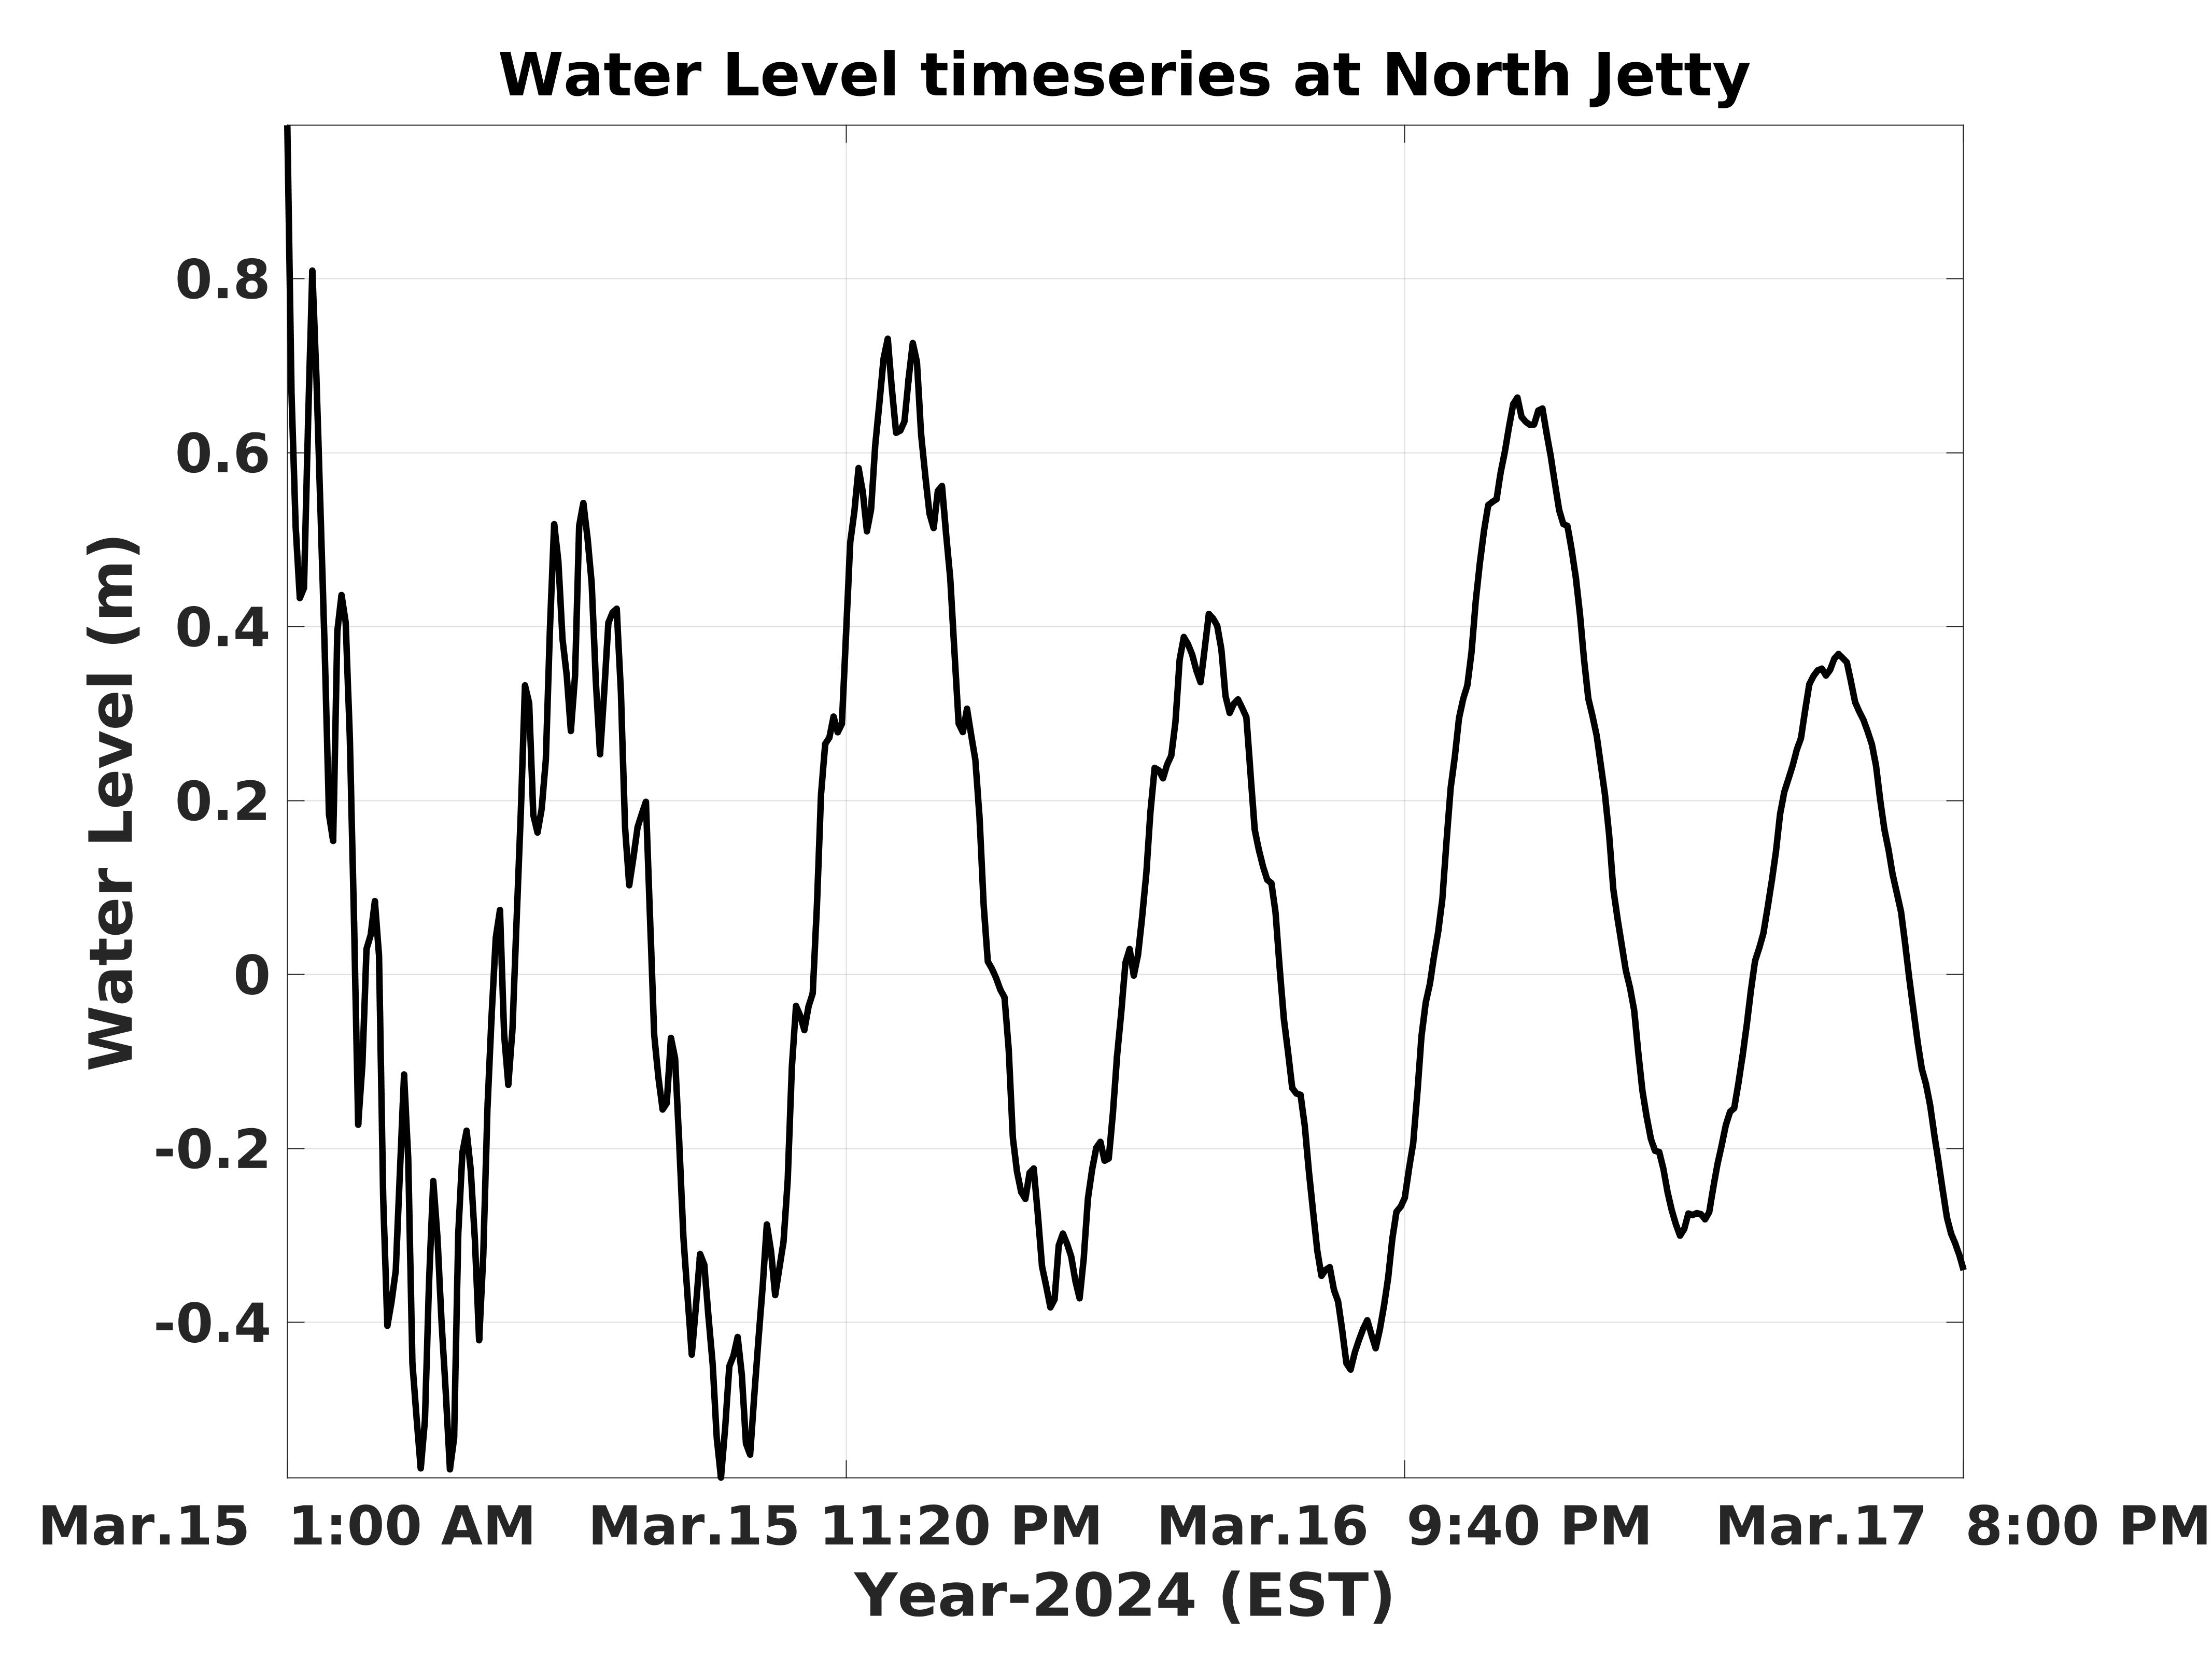 Water Level timeseries at North Jetty
Water Level (m)
0.8
0.6
0.4
0.2
0
-0.2
-0.4
Mar.15 1:00 AM Mar.15 11:20 PM Mar.16 9:40 PM Mar.17 8:00 PM
Year-2024 (EST)